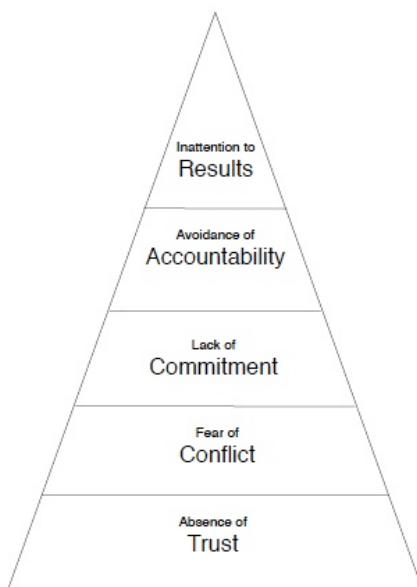 Inattention to
Results
Avoidance of
Accountability
Lack of
Commitment
Fear of
Conflict
Absence of
Trust